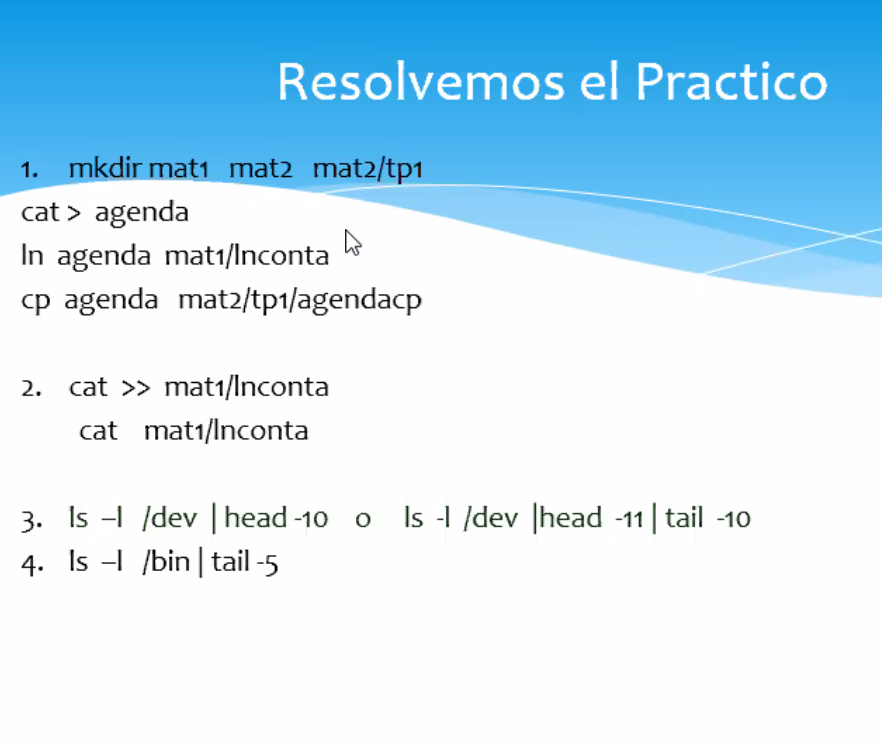 Resolvemos el Practico
1. mkdir mat1 mat2 mat2/tp1
cat > agenda
ln agenda mat1/lnconta
cp agenda mat2/tp1/agendacp
2. cat >> mat1/lnconta
cat mat1/lnconta
3. ls –l /dev | head -10 o ls -l /dev |head -11 | tail -10
4. ls –l /bin | tail -5